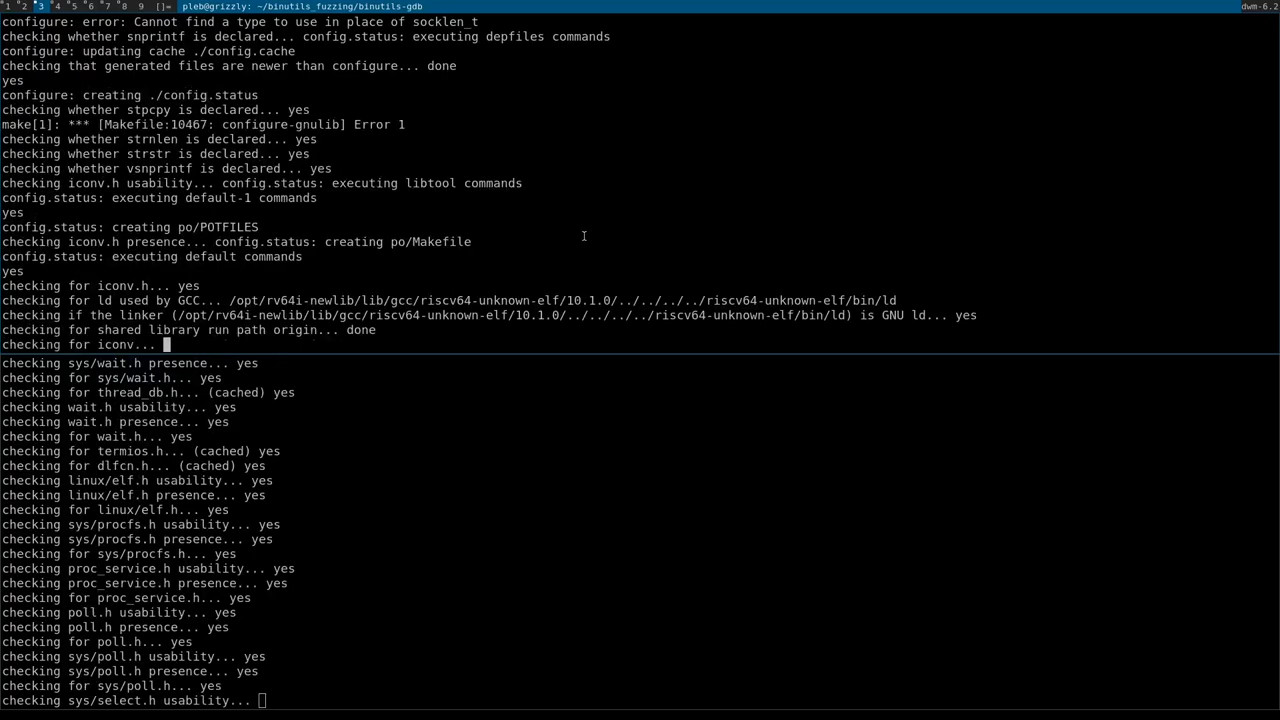 1 2 3 4 5 6 7 8 9 []= pleb@grizzly: ~/binutils_fuzzing/binutils-gdb dwm-6.2
configure: error: Cannot find a type to use in place of socklen_t
checking whether snprintf is declared... config.status: executing depfiles commands
configure: updating cache ./config.cache
checking that generated files are newer than configure... done
yes
configure: creating ./config.status
checking whether stpcpy is declared... yes
make[1]: *** [Makefile:10467: configure-gnulib] Error 1
checking whether strnlen is declared... yes
checking whether strstr is declared... yes
checking whether vsnprintf is declared... yes
checking iconv.h usability... config.status: executing libtool commands
config.status: executing default-1 commands
yes
config.status: creating po/POTFILES
checking iconv.h presence... config.status: creating po/Makefile
config.status: executing default commands
yes
checking for iconv.h... yes
checking for ld used by GCC... /opt/rv64i-newlib/lib/gcc/riscv64-unknown-elf/10.1.0/../../../../riscv64-unknown-elf/bin/ld
checking if the linker (/opt/rv64i-newlib/lib/gcc/riscv64-unknown-elf/10.1.0/../../../../riscv64-unknown-elf/bin/ld) is GNU ld... yes
checking for shared library run path origin... done
checking for iconv...
checking sys/wait.h presence... yes
checking for sys/wait.h... yes
checking for thread_db.h... (cached) yes
checking wait.h usability... yes
checking wait.h presence... yes
checking for wait.h... yes
checking for termios.h... (cached) yes
checking for dlfcn.h... (cached) yes
checking linux/elf.h usability... yes
checking linux/elf.h presence... yes
checking for linux/elf.h... yes
checking sys/procfs.h usability... yes
checking sys/procfs.h presence... yes
checking for sys/procfs.h... yes
checking proc_service.h usability... yes
checking proc_service.h presence... yes
checking for proc_service.h... yes
checking poll.h usability... yes
checking poll.h presence... yes
checking for poll.h... yes
checking sys/poll.h usability... yes
checking sys/poll.h presence... yes
checking for sys/poll.h... yes
checking sys/select.h usability...